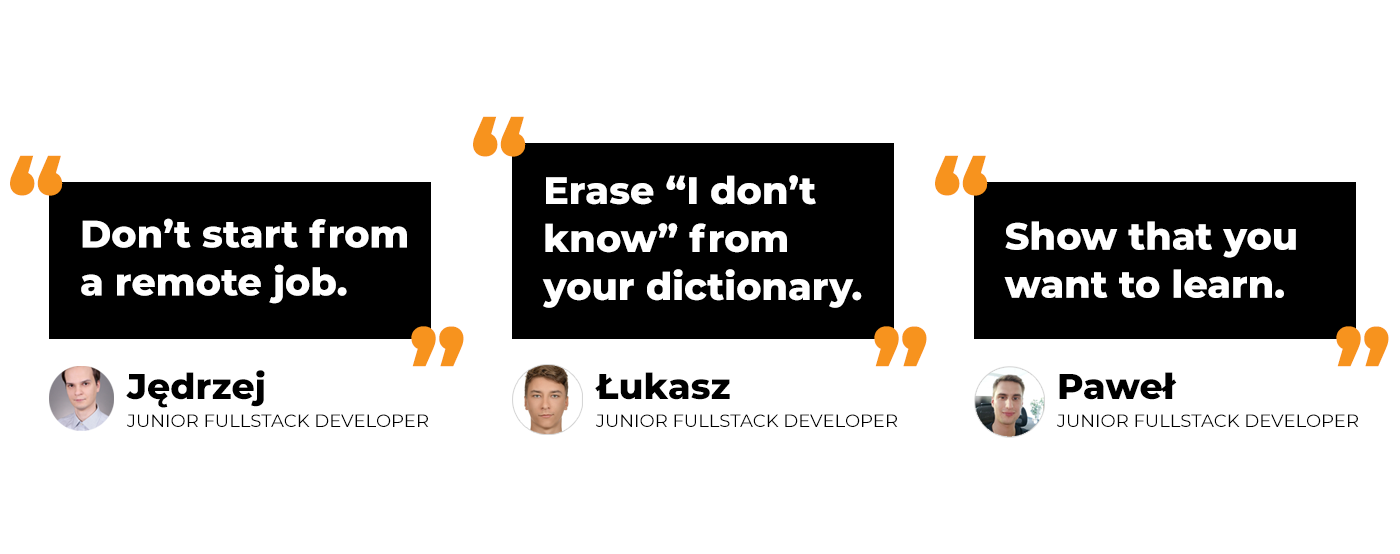 “
Don’t start from
a remote job.
”
Jędrzej
JUNIOR FULLSTACK DEVELOPER
“
Erase “I don’t
know” from
your dictionary.
”
Łukasz
JUNIOR FULLSTACK DEVELOPER
“
Show that you
want to learn.
”
Paweł
JUNIOR FULLSTACK DEVELOPER